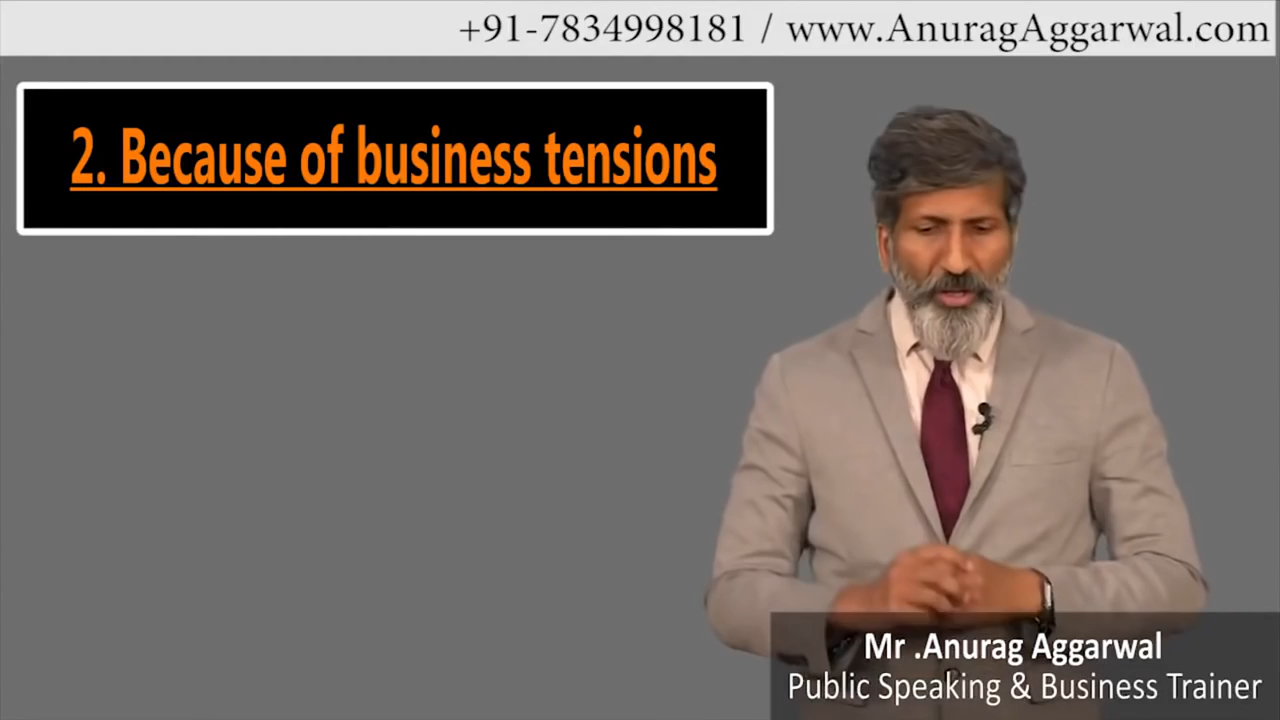 +91-7834998181 / www.AnuragAggarwal.com
2. Because of business tensions
Mr .Anurag Aggarwal
Public Speaking & Business Trainer